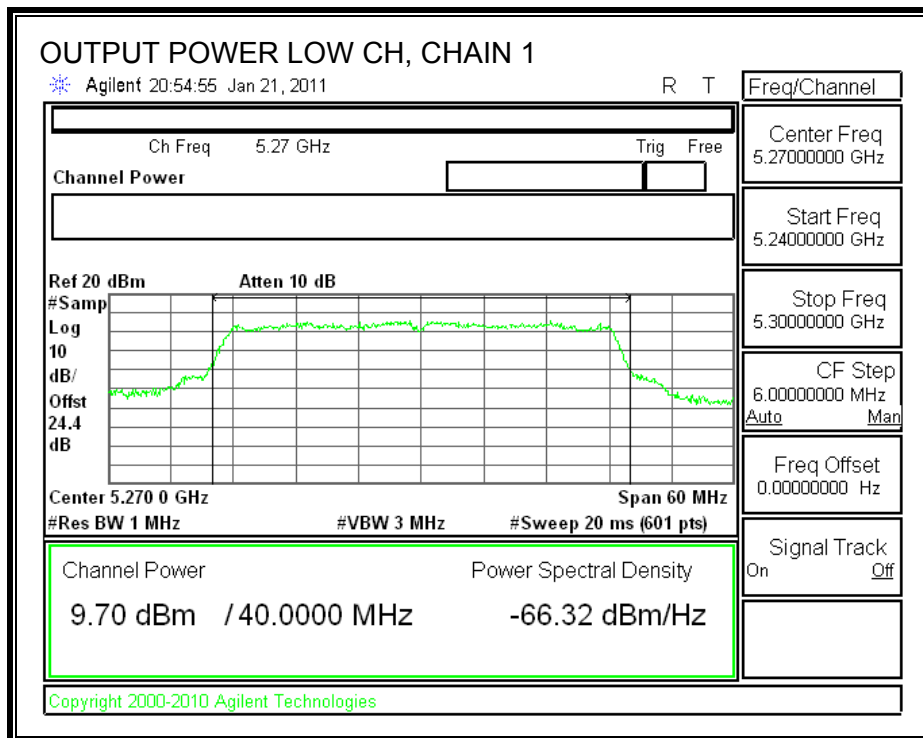 OUTPUT POWER LOW CH, CHAIN 1
Agilent 20:54:55 Jan 21, 2011 R T
Freq/Channel
Ch Freq 5.27 GHz Trig Free
Channel Power
Center Freq
5.27000000 GHz
Start Freq
5.24000000 GHz
Stop Freq
5.30000000 GHz
CF Step
6.00000000 MHz
Auto Man
Freq Offset
0.00000000 Hz
Signal Track
On Off
Ref 20 dBm Atten 10 dB
#Samp
Log
10
dB/
Offst
24.4
dB
Center 5.270 0 GHz Span 60 MHz
#Res BW 1 MHz #VBW 3 MHz #Sweep 20 ms (601 pts)
Channel Power Power Spectral Density
9.70 dBm / 40.0000 MHz -66.32 dBm/Hz
Copyright 2000-2010 Agilent Technologies